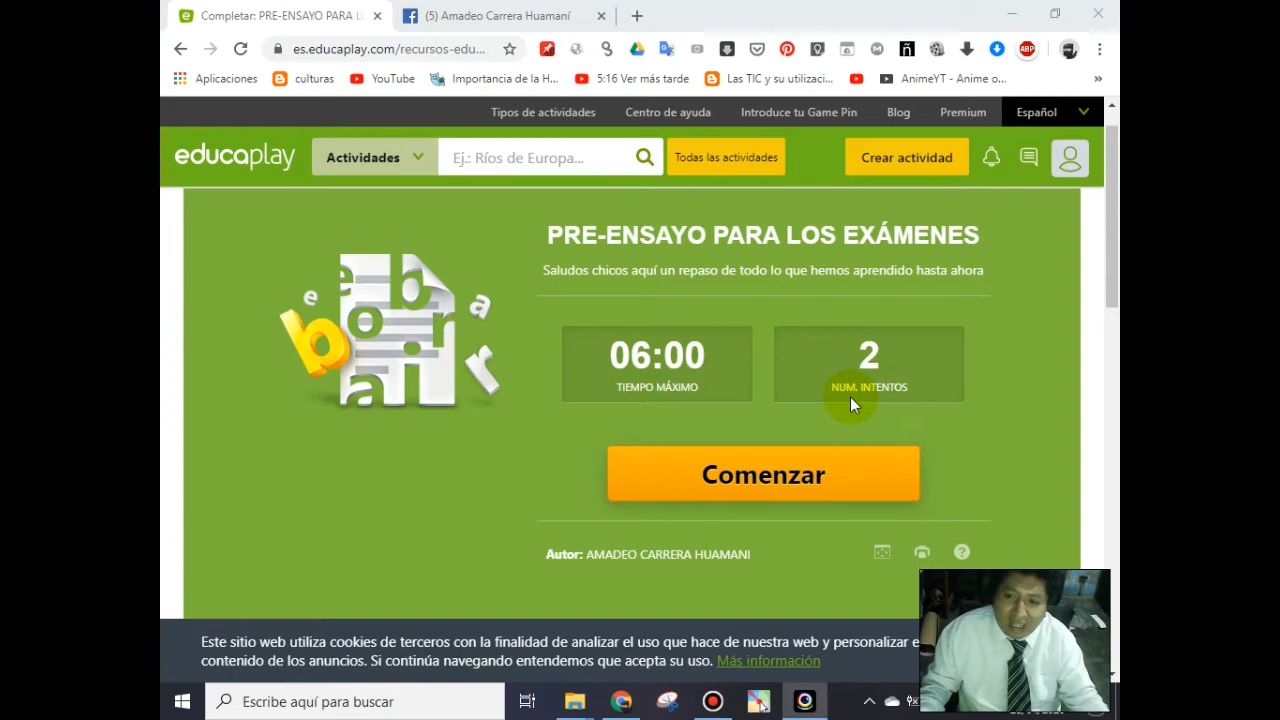 Completar: PRE-ENSAYO PARA L
(5) Amadeo Carrera Huamaní
es.educaplay.com/recursos-edu...
ABP
Aplicaciones
culturas
YouTube
Importancia de la H...
5:16 Ver más tarde
Las TIC y su utilizaci...
AnimeYT - Anime o...
Tipos de actividades
Centro de ayuda
Introduce tu Game Pin
Blog
Premium
Español
educaplay
Actividades
Ej.: Ríos de Europa...
Todas las actividades
Crear actividad
PRE-ENSAYO PARA LOS EXÁMENES
Saludos chicos aquí un repaso de todo lo que hemos aprendido hasta ahora
06:00
TIEMPO MÁXIMO
2
NUM. INTENTOS
Comenzar
Autor: AMADEO CARRERA HUAMANI
Este sitio web utiliza cookies de terceros con la finalidad de analizar el uso que hace de nuestra web y personalizar e
contenido de los anuncios. Si continúa navegando entendemos que acepta su uso. Más información
Escribe aquí para buscar